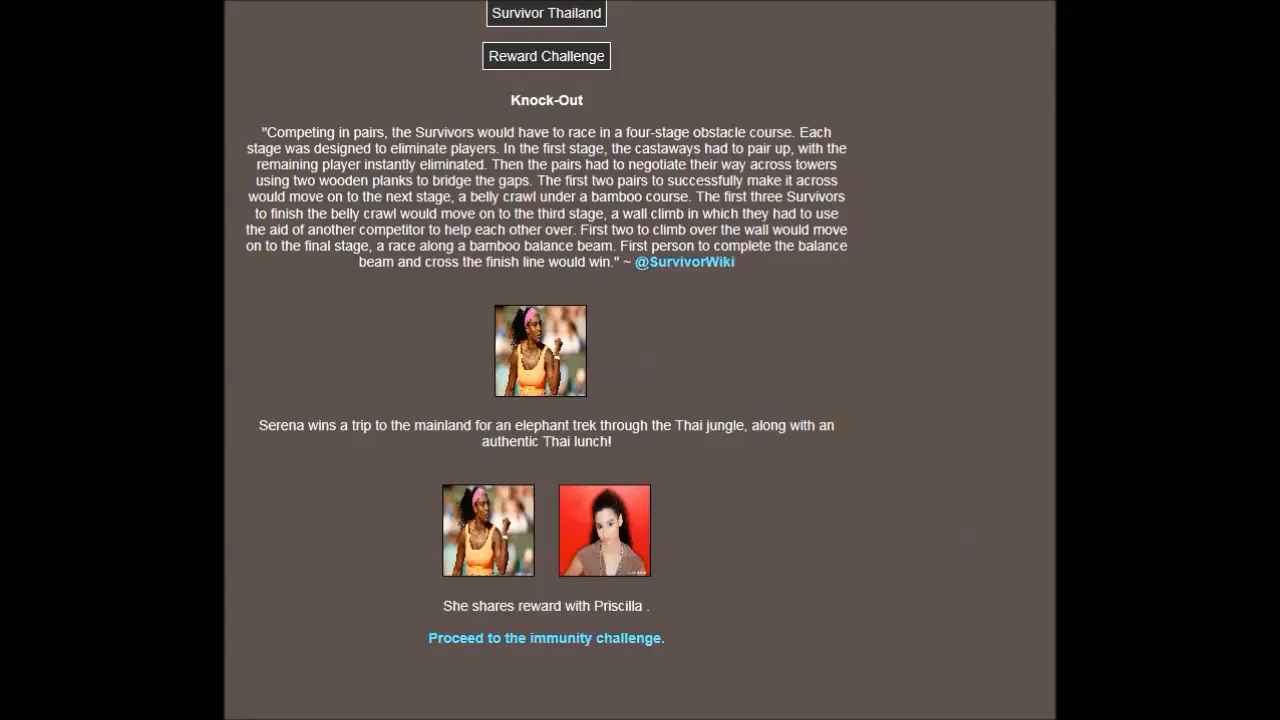 Survivor Thailand
Reward Challenge
Knock-Out
"Competing in pairs, the Survivors would have to race in a four-stage obstacle course. Each
stage was designed to eliminate players. In the first stage, the castaways had to pair up, with the
remaining player instantly eliminated. Then the pairs had to negotiate their way across towers
using two wooden planks to bridge the gaps. The first two pairs to successfully make it across
would move on to the next stage, a belly crawl under a bamboo course. The first three Survivors
to finish the belly crawl would move on to the third stage, a wall climb in which they had to use
the aid of another competitor to help each other over. First two to climb over the wall would move
on to the final stage, a race along a bamboo balance beam. First person to complete the balance
beam and cross the finish line would win." ~ @SurvivorWiki
Serena wins a trip to the mainland for an elephant trek through the Thai jungle, along with an
authentic Thai lunch!
She shares reward with Priscilla .
Proceed to the immunity challenge.